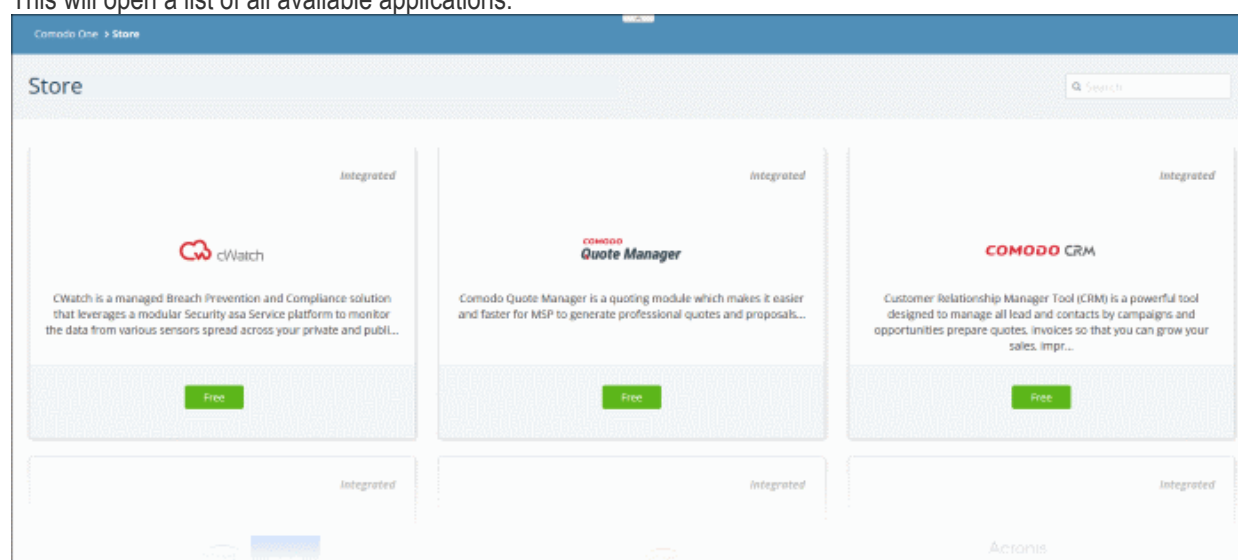 This will open a list of all available applications.
Comodo One > Store
Store
Search
Integrated
Integrated
Integrated
cWatch
COMODO
Quote Manager
COMODO CRM
CWatch is a managed Breach Prevention and Compliance solution
that leverages a modular Security asa Service platform to monitor
the data from various sensors spread across your private and publi...
Comodo Quote Manager is a quoting module which makes it easier
and faster for MSP to generate professional quotes and proposals...
Customer Relationship Manager Tool (CRM) is a powerful tool
designed to manage all lead and contacts by campaigns and
opportunities prepare quotes, invoices so that you can grow your
sales, impr...
Free
Free
Free
Integrated
Integrated
Integrated
Acronis